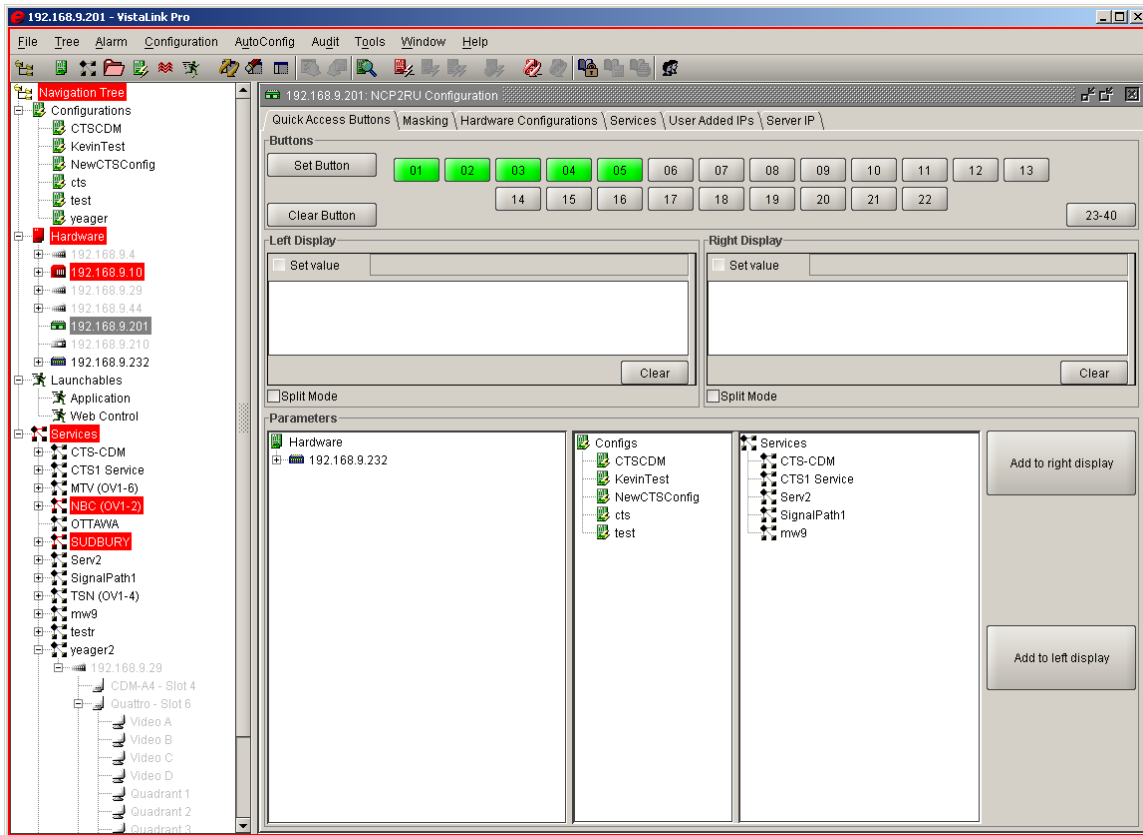 192.168.9.201 - VistaLink Pro
File Tree Alarm Configuration AutoConfig Audit Tools Window Help
Navigation Tree
Configurations
CTSCDM
KevinTest
NewCTSConfig
cts
test
yeager
Hardware
192.168.9.4
192.168.9.10
192.168.9.29
192.168.9.44
192.168.9.201
192.168.9.210
192.168.9.232
Launchables
Application
Web Control
Services
CTS-CDM
CTS1 Service
MTV (OV1-6)
NBC (OV1-2)
OTTAWA
SUDBURY
Serv2
SignalPath1
TSN (OV1-4)
mw9
testr
yeager2
192.168.9.29
CDM-A4 - Slot 4
Quattro - Slot 6
Video A
Video B
Video C
Video D
Quadrant 1
Quadrant 2
Quadrant 3
192.168.9.201: NCP2RU Configuration
Quick Access Buttons Masking Hardware Configurations Services User Added IPs Server IP
Buttons
Set Button 01 02 03 04 05 06 07 08 09 10 11 12 13
14 15 16 17 18 19 20 21 22
Clear Button 23-40
Left Display
Set value
Clear
Split Mode
Right Display
Set value
Clear
Split Mode
Parameters
Hardware
192.168.9.232
Configs
CTSCDM
KevinTest
NewCTSConfig
cts
test
Services
CTS-CDM
CTS1 Service
Serv2
SignalPath1
mw9
Add to right display
Add to left display